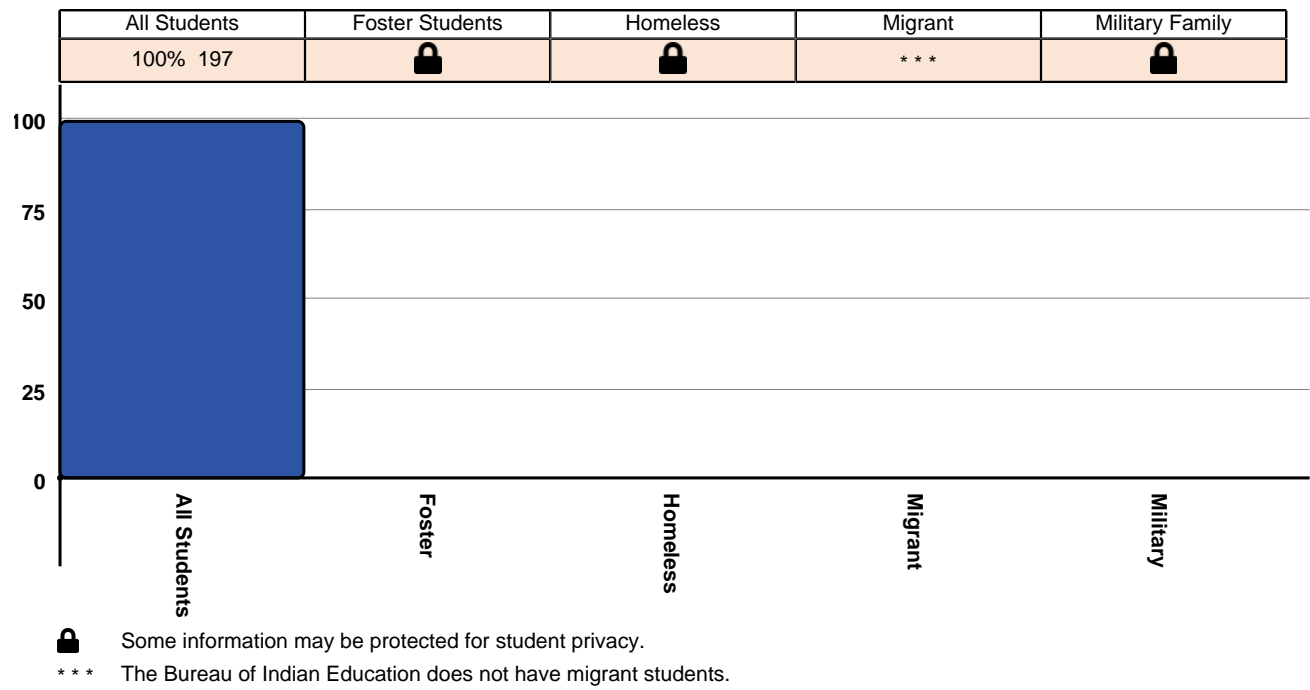 All Students Foster Students Homeless Migrant Military Family
100% 197 * * *
100
75
50
25
0
All Students
Foster
Homeless
Migrant
Military
Some information may be protected for student privacy.
* * * The Bureau of Indian Education does not have migrant students.